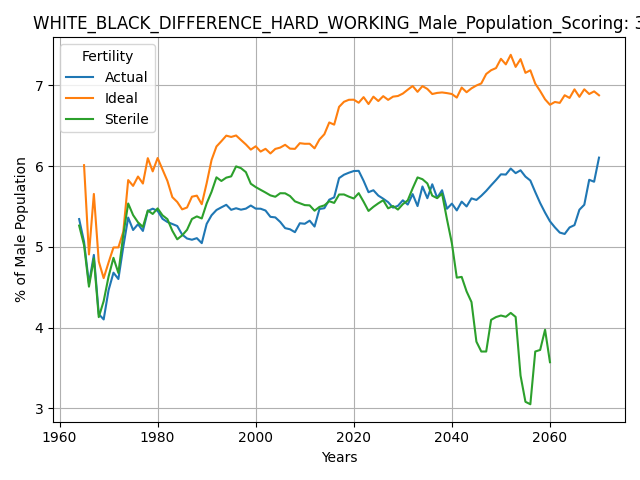 WHITE_BLACK_DIFFERENCE_HARD_WORKING_Male_Population_Scoring: 3
Fertility
Actual
Ideal
Sterile
% of Male Population
7
6
5
4
3
1960 1980 2000 2020 2040 2060
Years